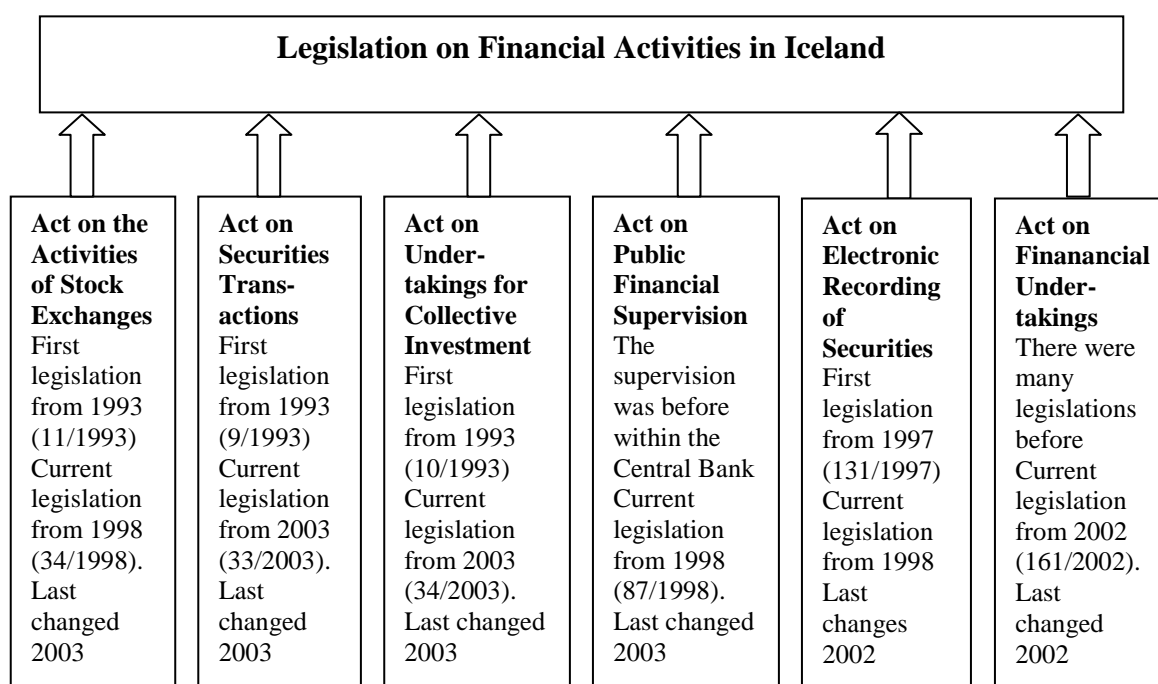 Legislation on Financial Activities in Iceland
Act on the
Activities
of Stock
Exchanges
First
legislation
from 1993
(11/1993)
Current
legislation
from 1998
(34/1998).
Last
changed
2003
Act on
Securities
Trans-
actions
First
legislation
from 1993
(9/1993)
Current
legislation
from 2003
(33/2003).
Last
changed
2003
Act on
Under-
takings for
Collective
Investment
First
legislation
from 1993
(10/1993)
Current
legislation
from 2003
(34/2003).
Last changed
2003
Act on
Public
Financial
Supervision
The
supervision
was before
within the
Central Bank
Current
legislation
from 1998
(87/1998).
Last changed
2003
Act on
Electronic
Recording
of
Securities
First
legislation
from 1997
(131/1997)
Current
legislation
from 1998
Last
changes
2002
Act on
Finanancial
Under-
takings
There were
many
legislations
before
Current
legislation
from 2002
(161/2002).
Last
changed
2002